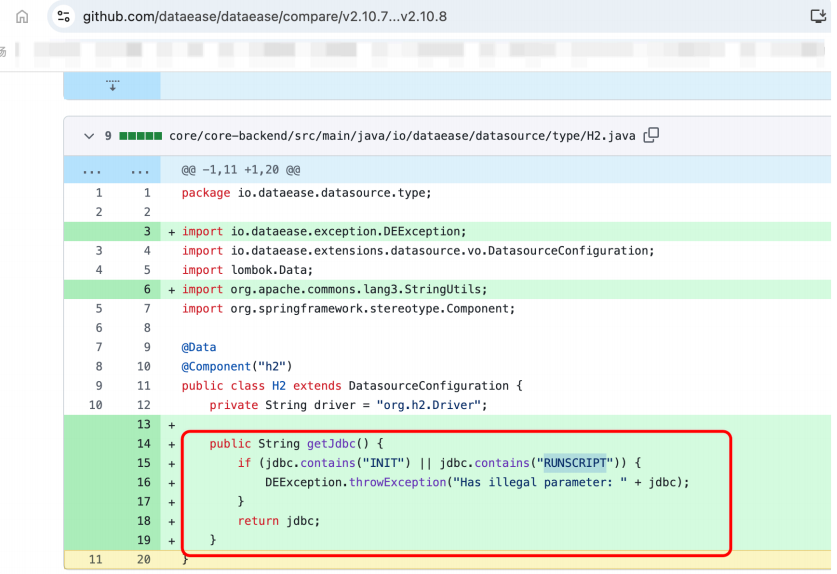 github.com/dataease/dataease/compare/v2.10.7...v2.10.8
9 core/core-backend/src/main/java/io/dataease/datasource/type/H2.java
... ... @@ -1,11 +1,20 @@
1 1 package io.dataease.datasource.type;
2 2
3 + import io.dataease.exception.DEException;
3 4 import io.dataease.extensions.datasource.vo.DatasourceConfiguration;
4 5 import lombok.Data;
6 + import org.apache.commons.lang3.StringUtils;
5 7 import org.springframework.stereotype.Component;
6 8
7 9 @Data
8 10 @Component("h2")
9 11 public class H2 extends DatasourceConfiguration {
10 12 private String driver = "org.h2.Driver";
13 +
14 + public String getJdbc() {
15 + if (jdbc.contains("INIT") || jdbc.contains("RUNSCRIPT")) {
16 + DEException.throwException("Has illegal parameter: " + jdbc);
17 + }
18 + return jdbc;
19 + }
11 20 }